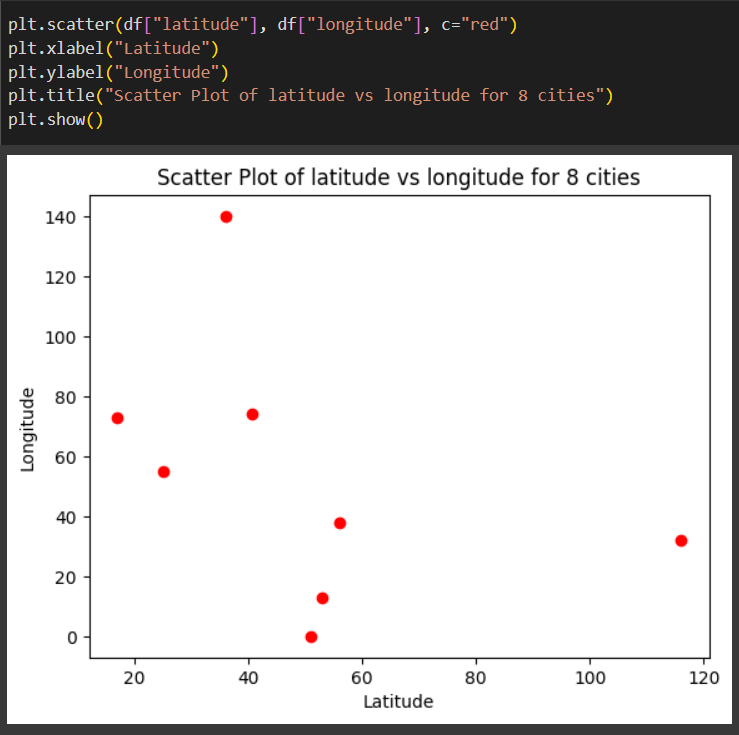 plt.scatter(df["latitude"], df["longitude"], c="red")
plt.xlabel("Latitude")
plt.ylabel("Longitude")
plt.title("Scatter Plot of latitude vs longitude for 8 cities")
plt.show()
Scatter Plot of latitude vs longitude for 8 cities
140
120
100
80
60
40
20
0
Longitude
20 40 60 80 100 120
Latitude